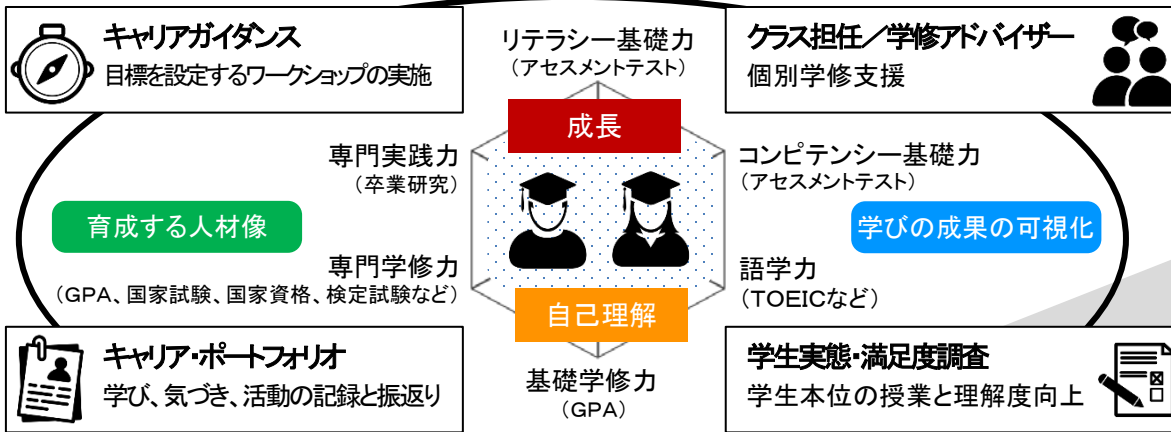 キャリアガイダンス
目標を設定するワークショップの実施
リテラシー基礎力
（アセスメントテスト）
クラス担任／学修アドバイザー
個別学修支援
成長
専門実践力
（卒業研究）
コンピテンシー基礎力
（アセスメントテスト）
育成する人材像
学びの成果の可視化
専門学修力
（GPA、国家試験、国家資格、検定試験など）
語学力
（TOEICなど）
自己理解
キャリア・ポートフォリオ
学び、気づき、活動の記録と振返り
基礎学修力
（GPA）
学生実態・満足度調査
学生本位の授業と理解度向上